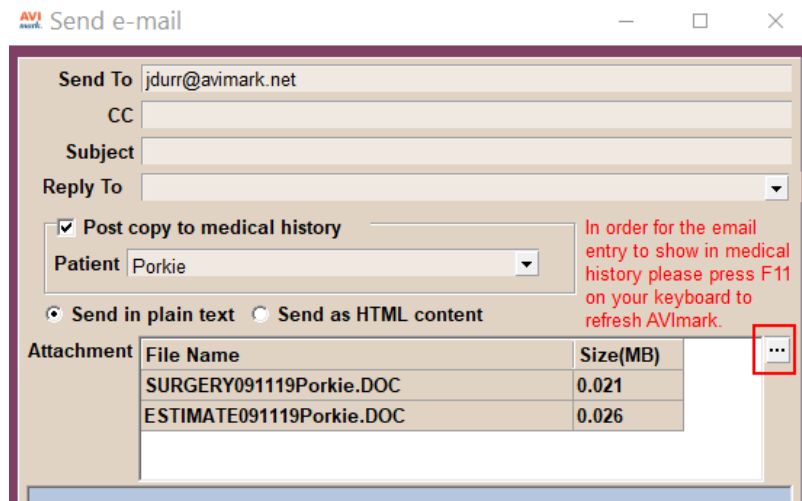 AVI mark Send e-mail
Send To jdurr@avimark.net
CC
Subject
Reply To
Post copy to medical history
Patient Porkie
In order for the email
entry to show in medical
history please press F11
on your keyboard to
refresh AVImark.
Send in plain text Send as HTML content
Attachment File Name Size(MB) ...
SURGERY091119Porkie.DOC 0.021
ESTIMATE091119Porkie.DOC 0.026